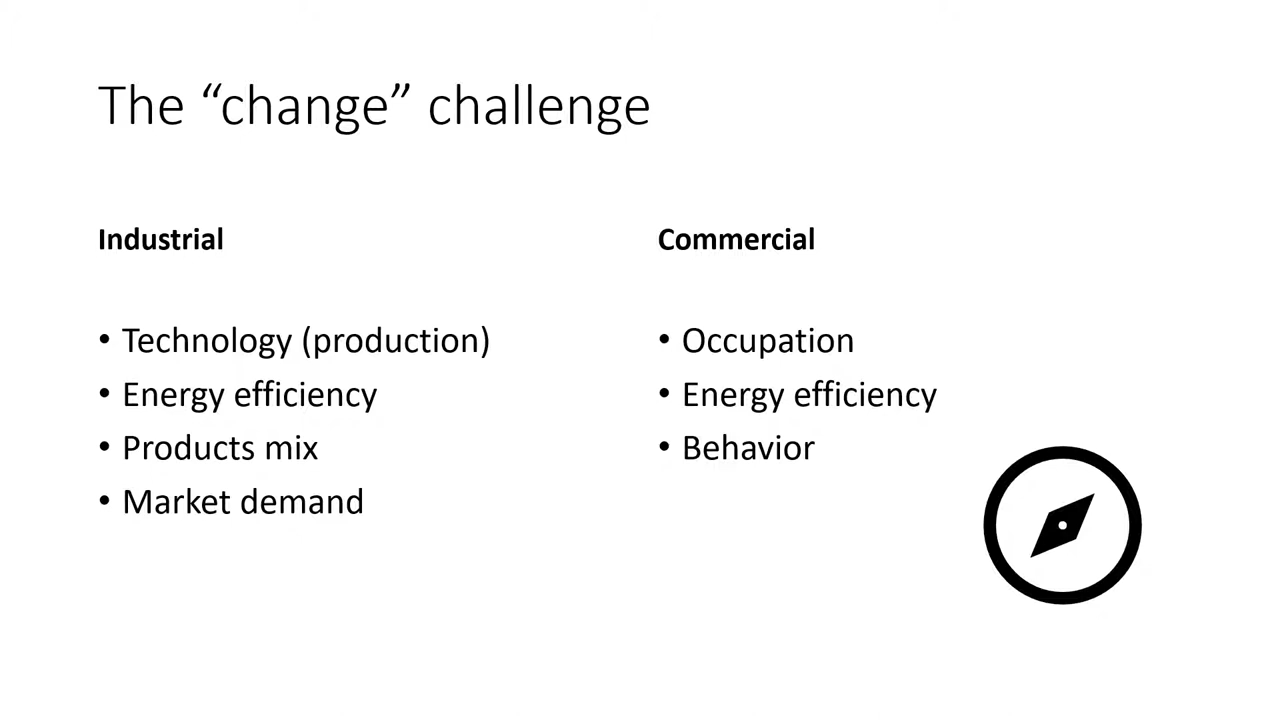 The “change” challenge
Industrial
• Technology (production)
• Energy efficiency
• Products mix
• Market demand
Commercial
• Occupation
• Energy efficiency
• Behavior